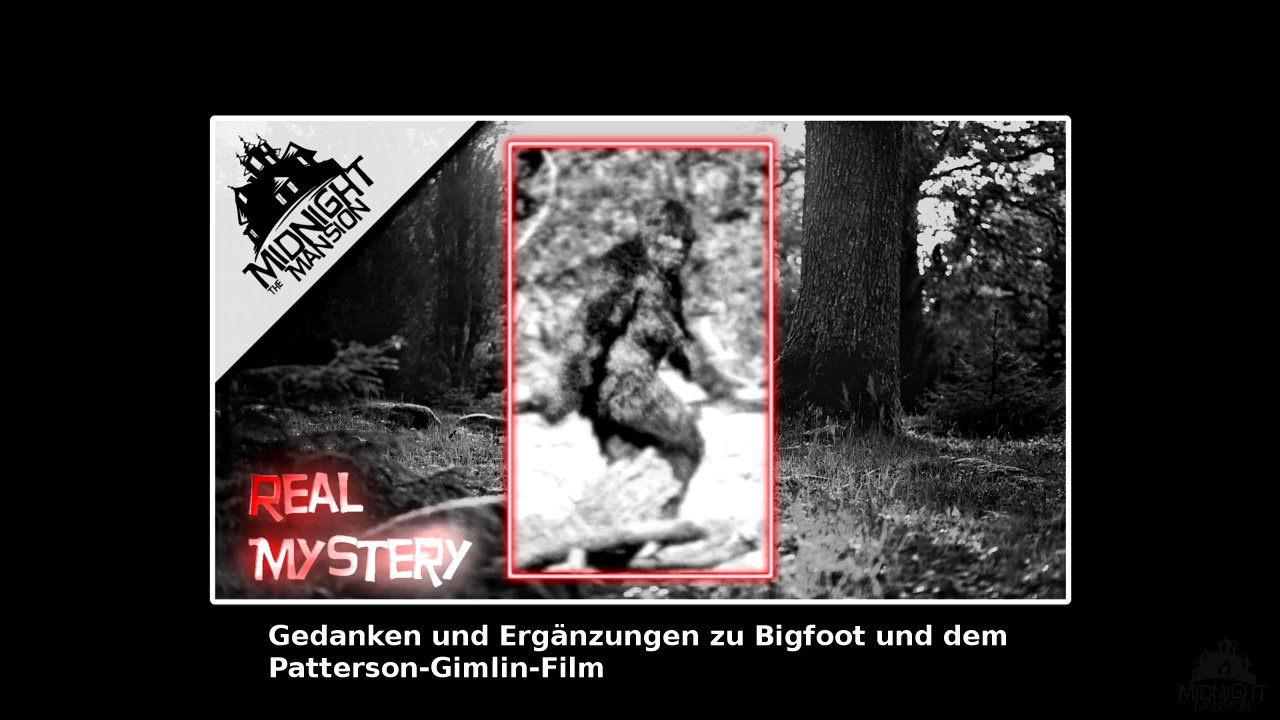 THE
MIDNIGHT
MANSION
REAL
MYSTERY
Gedanken und Ergänzungen zu Bigfoot und dem
Patterson-Gimlin-Film
MIDNIGHT
MANSION